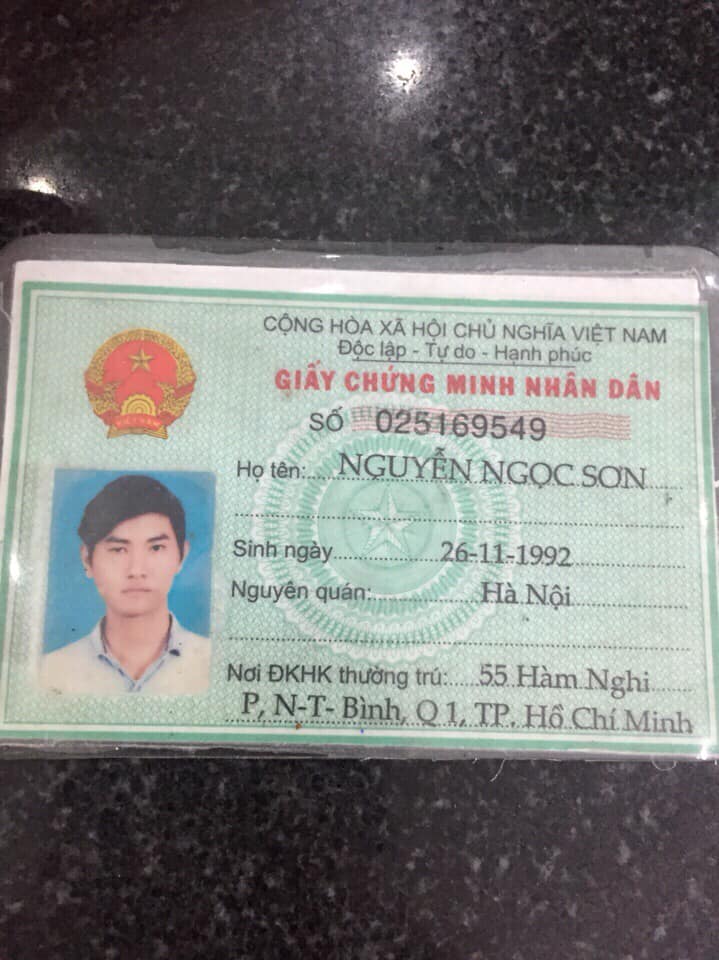 CỘNG HÒA XÃ HỘI CHỦ NGHĨA VIỆT NAM
Độc lập - Tự do - Hạnh phúc
GIẤY CHỨNG MINH NHÂN DÂN
SỐ 025169549
Họ tên: NGUYỄN NGỌC SƠN
Sinh ngày 26-11-1992
Nguyên quán: Hà Nội
Nơi ĐKHK thường trú: 55 Hàm Nghi
P, N-T- Bình, Q 1, TP. Hồ Chí Minh
VIỆT NAM